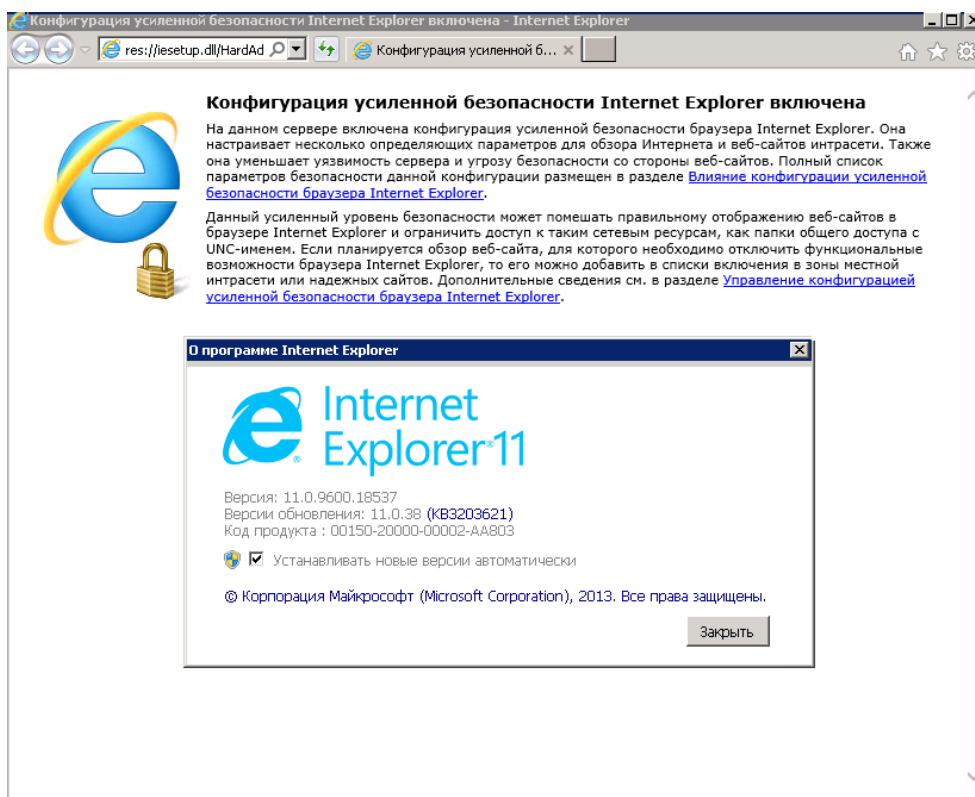 Конфигурация усиленной безопасности Internet Explorer включена - Internet Explorer
res://iesetup.dll/HardAd
Конфигурация усиленной б...
Конфигурация усиленной безопасности Internet Explorer включена
На данном сервере включена конфигурация усиленной безопасности браузера Internet Explorer. Она
настраивает несколько определяющих параметров для обзора Интернета и веб-сайтов интрасети. Также
она уменьшает уязвимость сервера и угрозу безопасности со стороны веб-сайтов. Полный список
параметров безопасности данной конфигурации размещен в разделе Влияние конфигурации усиленной
безопасности браузера Internet Explorer.
Данный усиленный уровень безопасности может помешать правильному отображению веб-сайтов в
браузере Internet Explorer и ограничить доступ к таким сетевым ресурсам, как папки общего доступа с
UNC-именем. Если планируется обзор веб-сайта, для которого необходимо отключить функциональные
возможности браузера Internet Explorer, то его можно добавить в списки включения в зоны местной
интрасети или надежных сайтов. Дополнительные сведения см. в разделе Управление конфигурацией
усиленной безопасности браузера Internet Explorer.
О программе Internet Explorer
Internet
Explorer®11
Версия: 11.0.9600.18537
Версии обновления: 11.0.38 (KB3203621)
Код продукта : 00150-20000-00002-AA803
Устанавливать новые версии автоматически
© Корпорация Майкрософт (Microsoft Corporation), 2013. Все права защищены.
Закрыть